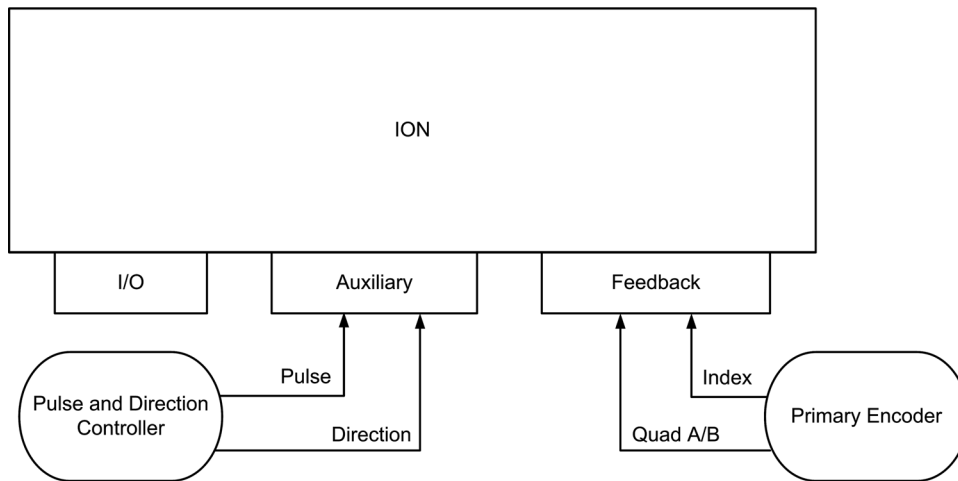 ION
I/O
Auxiliary
Feedback
Pulse
Index
Pulse and Direction
Controller
Primary Encoder
Direction
Quad A/B